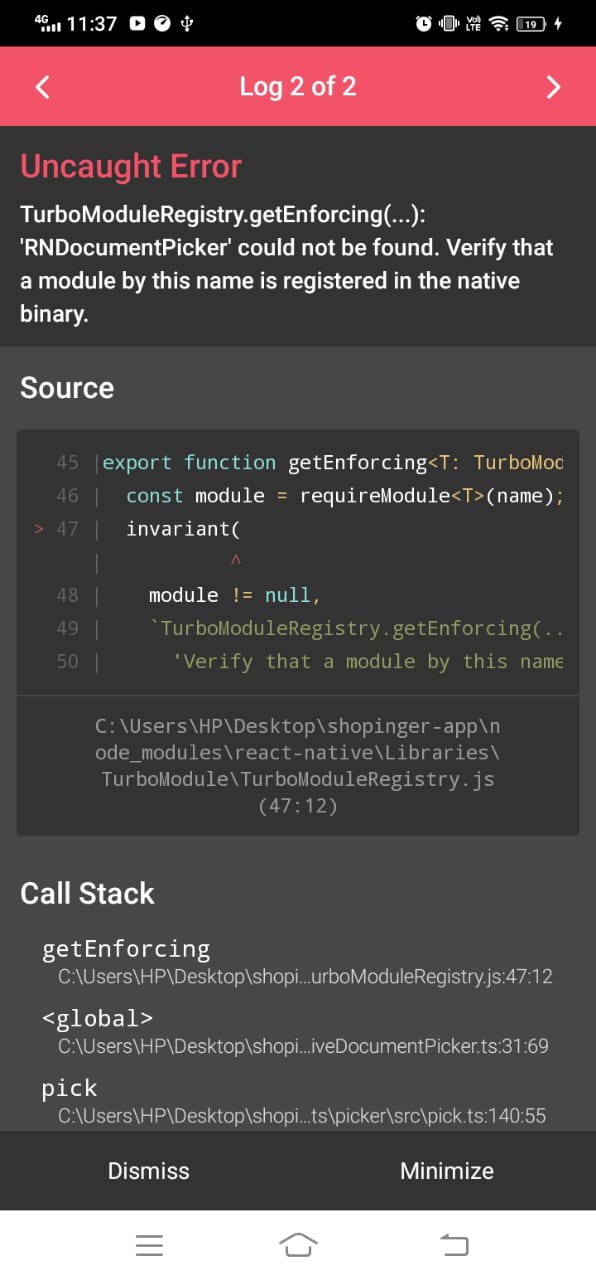 4G 11:37 Vo) LTE 19
Log 2 of 2
Uncaught Error
TurboModuleRegistry.getEnforcing(...):
'RNDocumentPicker' could not be found. Verify that
a module by this name is registered in the native
binary.
Source
45 |export function getEnforcing<T: TurboMod
46 | const module = requireModule<T>(name);
> 47 | invariant(
| ^
48 | module != null,
49 | `TurboModuleRegistry.getEnforcing(..
50 | 'Verify that a module by this name
C:\Users\HP\Desktop\shopinger-app\n
ode_modules\react-native\Libraries\
TurboModule\TurboModuleRegistry.js
(47:12)
Call Stack
getEnforcing
C:\Users\HP\Desktop\shopi...urboModuleRegistry.js:47:12
<global>
C:\Users\HP\Desktop\shopi...iveDocumentPicker.ts:31:69
pick
C:\Users\HP\Desktop\shopi...ts\picker\src\pick.ts:140:55
Dismiss Minimize